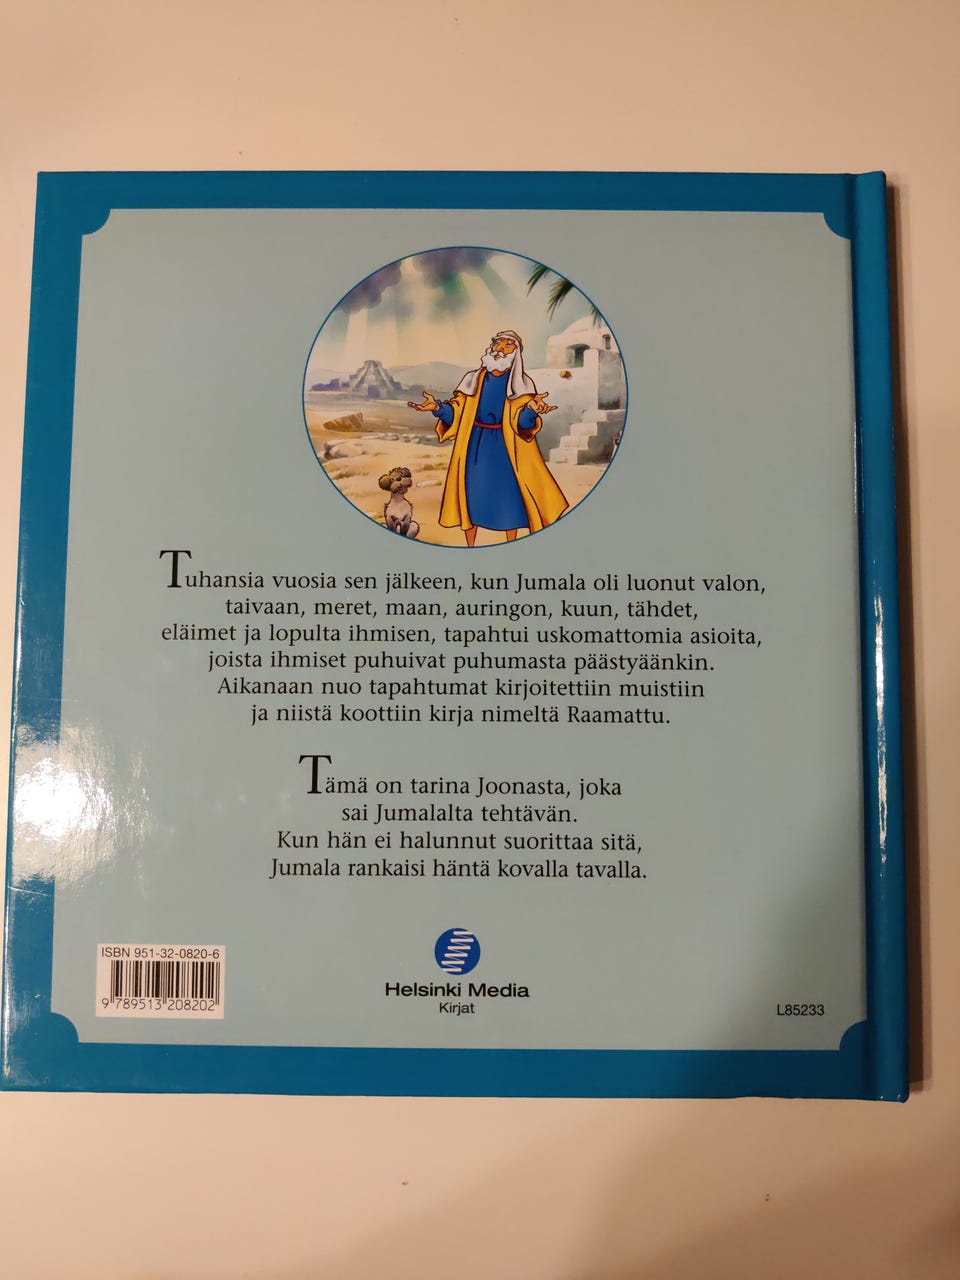 Tuhansia vuosia sen jälkeen, kun Jumala oli luonut valon,
taivaan, meret, maan, auringon, kuun, tähdet,
eläimet ja lopulta ihmisen, tapahtui uskomattomia asioita,
joista ihmiset puhuivat puhumasta päästyäänkin.
Aikanaan nuo tapahtumat kirjoitettiin muistiin
ja niistä koottiin kirja nimeltä Raamattu.
Tämä on tarina Joonasta, joka
sai Jumalalta tehtävän.
Kun hän ei halunnut suorittaa sitä,
Jumala rankaisi häntä kovalla tavalla.
ISBN 951-32-0820-6
9 789513 208202
Helsinki Media
Kirjat
L85233